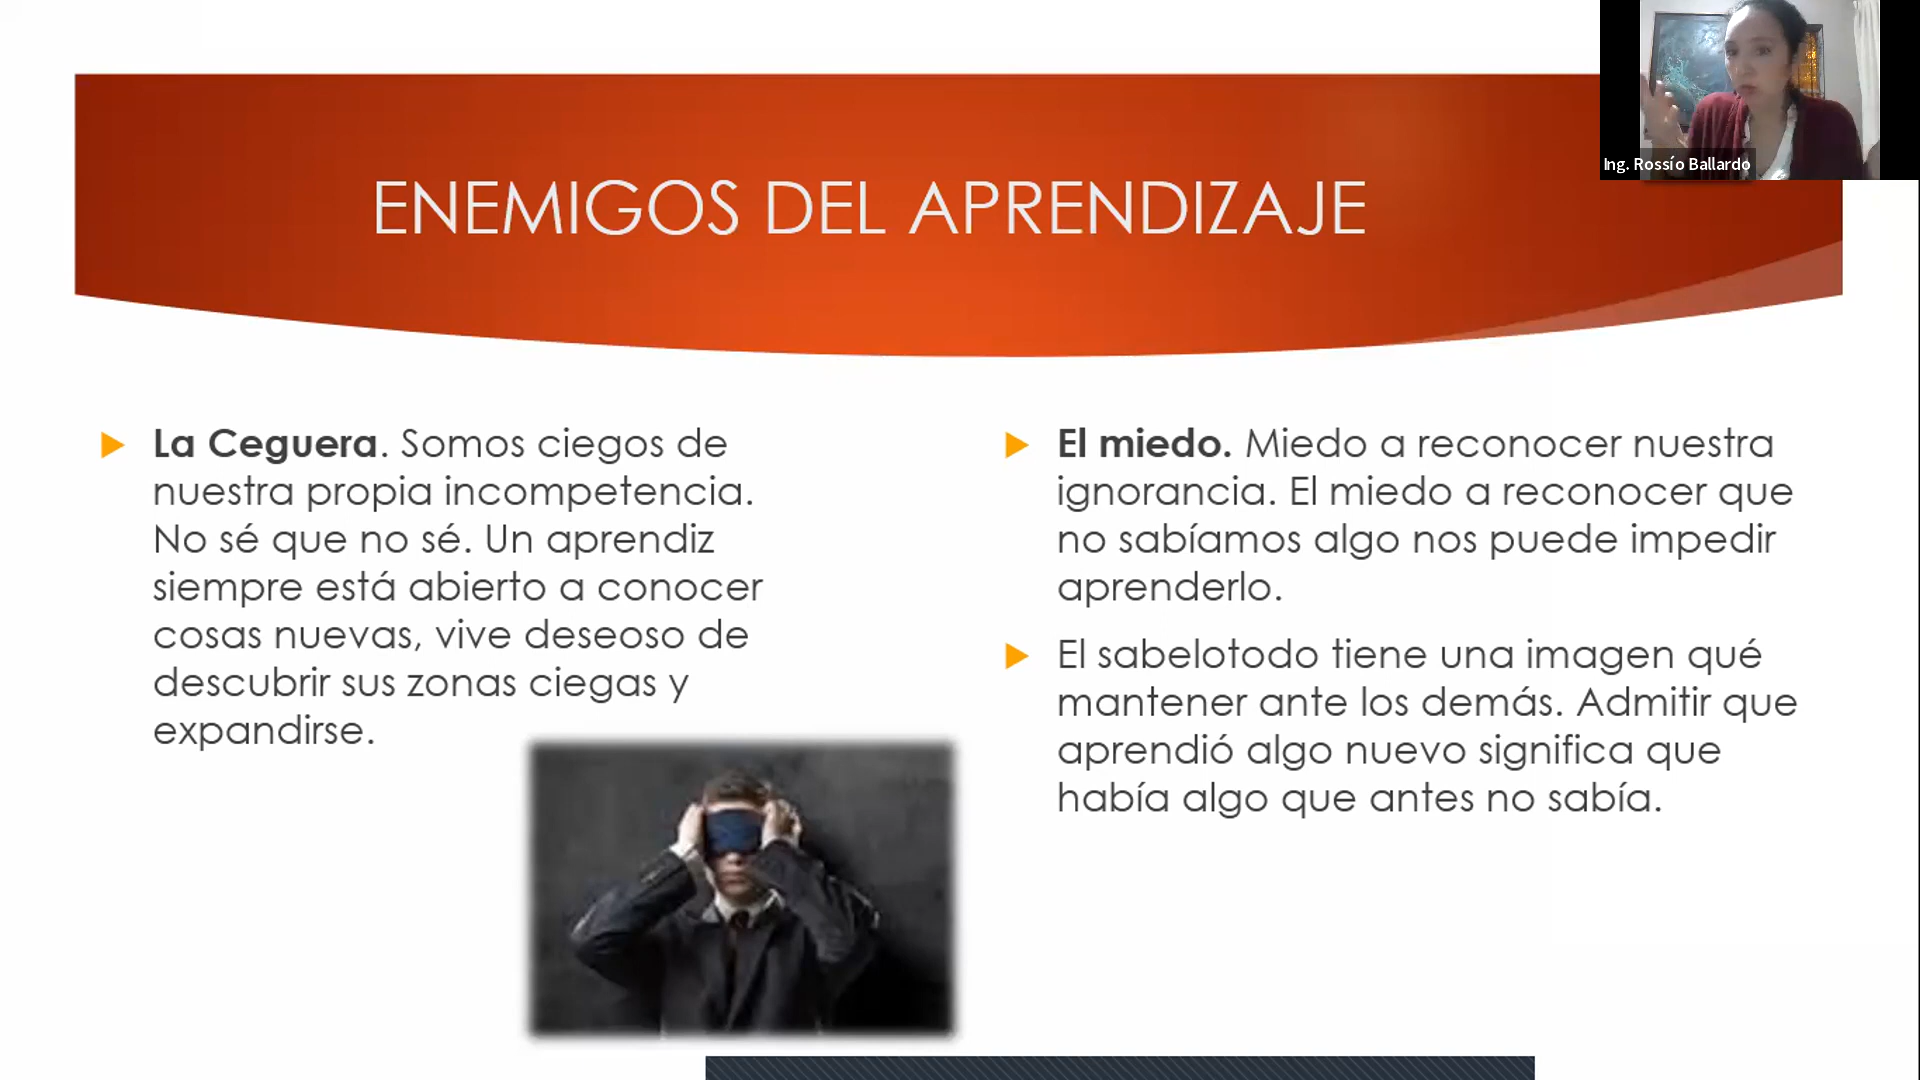 Ing. Rossío Ballardo
ENEMIGOS DEL APRENDIZAJE
La Ceguera. Somos ciegos de
nuestra propia incompetencia.
No sé que no sé. Un aprendiz
siempre está abierto a conocer
cosas nuevas, vive deseoso de
descubrir sus zonas ciegas y
expandirse.
El miedo. Miedo a reconocer nuestra
ignorancia. El miedo a reconocer que
no sabíamos algo nos puede impedir
aprenderlo.
El sabelotodo tiene una imagen qué
mantener ante los demás. Admitir que
aprendió algo nuevo significa que
había algo que antes no sabía.